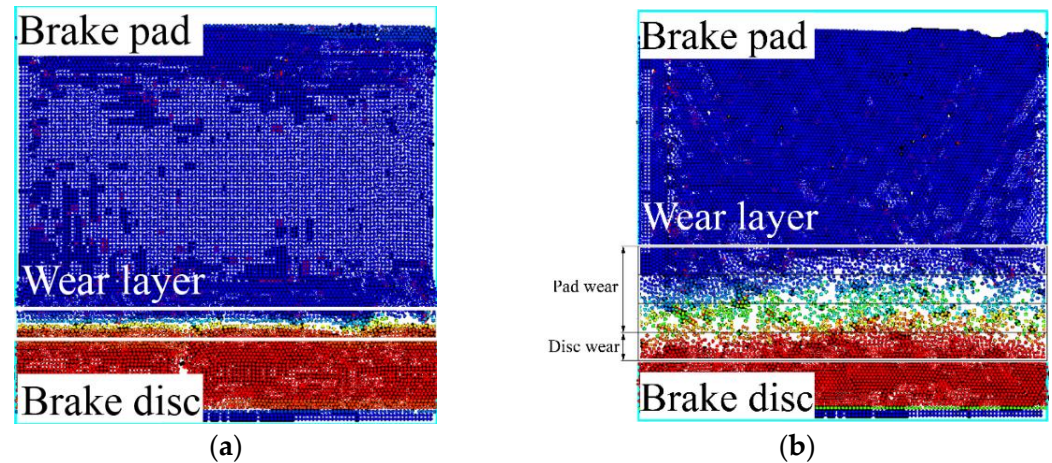 Brake pad
Wear layer
Brake disc
(a)
Brake pad
Wear layer
Pad wear
Disc wear
Brake disc
(b)